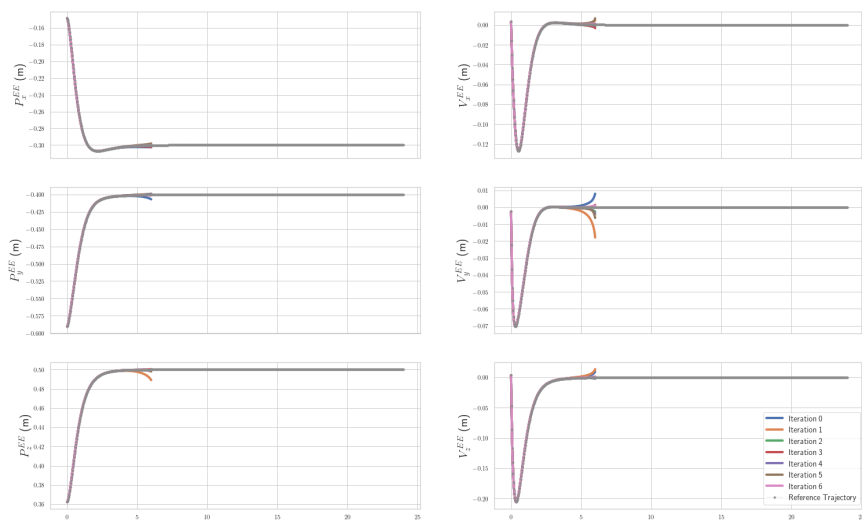 P_x^{EE} (m)
−0.16
−0.18
−0.20
−0.22
−0.24
−0.26
−0.28
−0.30
V_x^{EE} (m)
0.00
−0.02
−0.04
−0.06
−0.08
−0.10
−0.12
P_y^{EE} (m)
−0.400
−0.425
−0.450
−0.475
−0.500
−0.525
−0.550
−0.575
−0.600
V_y^{EE} (m)
0.01
0.00
−0.01
−0.02
−0.03
−0.04
−0.05
−0.06
−0.07
P_z^{EE} (m)
0.50
0.48
0.46
0.44
0.42
0.40
0.38
0.36
0 5 10 15 20 25
V_z^{EE} (m)
0.00
−0.05
−0.10
−0.15
−0.20
0 5 10 15 20 2
Iteration 0
Iteration 1
Iteration 2
Iteration 3
Iteration 4
Iteration 5
Iteration 6
Reference Trajectory